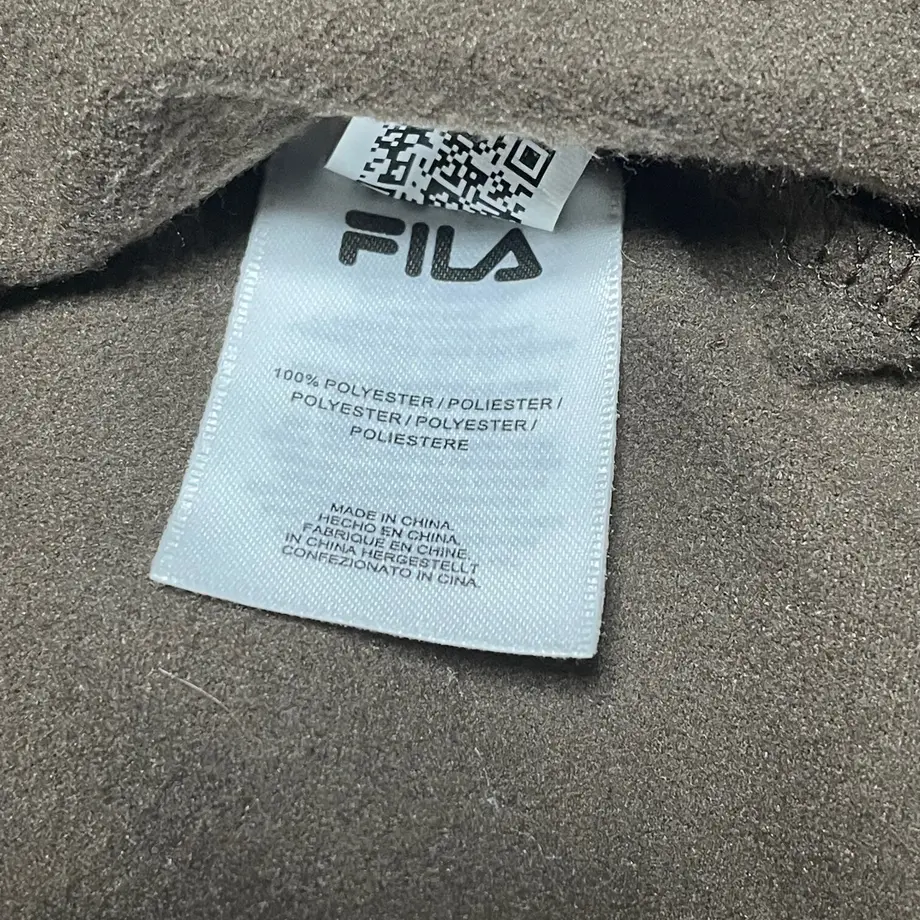 FILA
100% POLYESTER / POLIESTER /
POLYESTER / POLYESTER /
POLIESTERE
MADE IN CHINA.
HECHO EN CHINA.
FABRIQUE EN CHINE.
IN CHINA HERGESTELLT
CONFEZIONATO IN CINA.